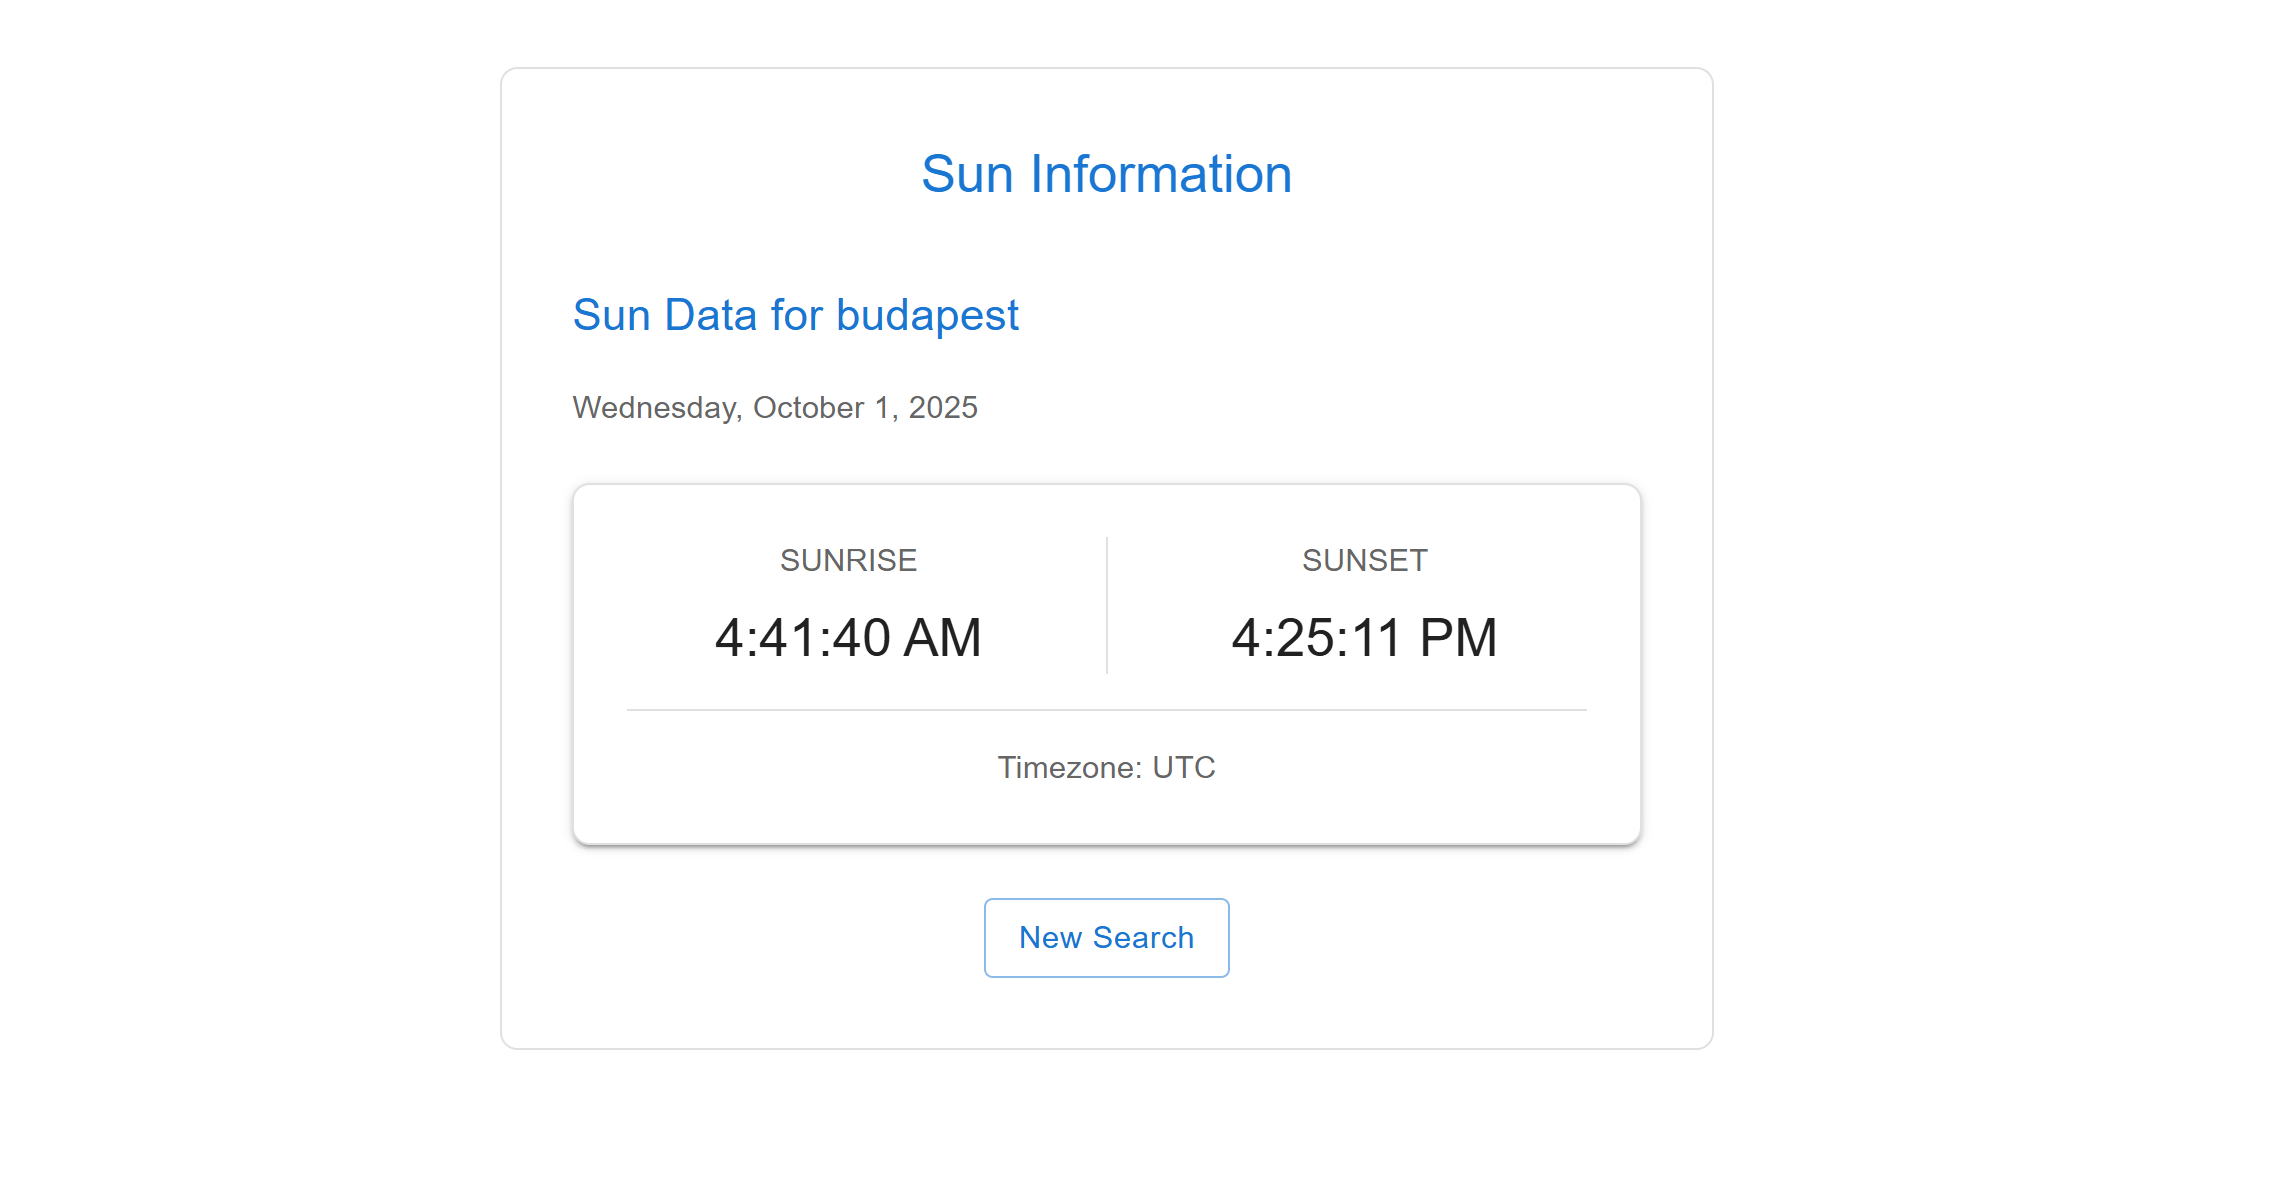 Sun Information
Sun Data for budapest
Wednesday, October 1, 2025
SUNRISE
4:41:40 AM
SUNSET
4:25:11 PM
Timezone: UTC
New Search